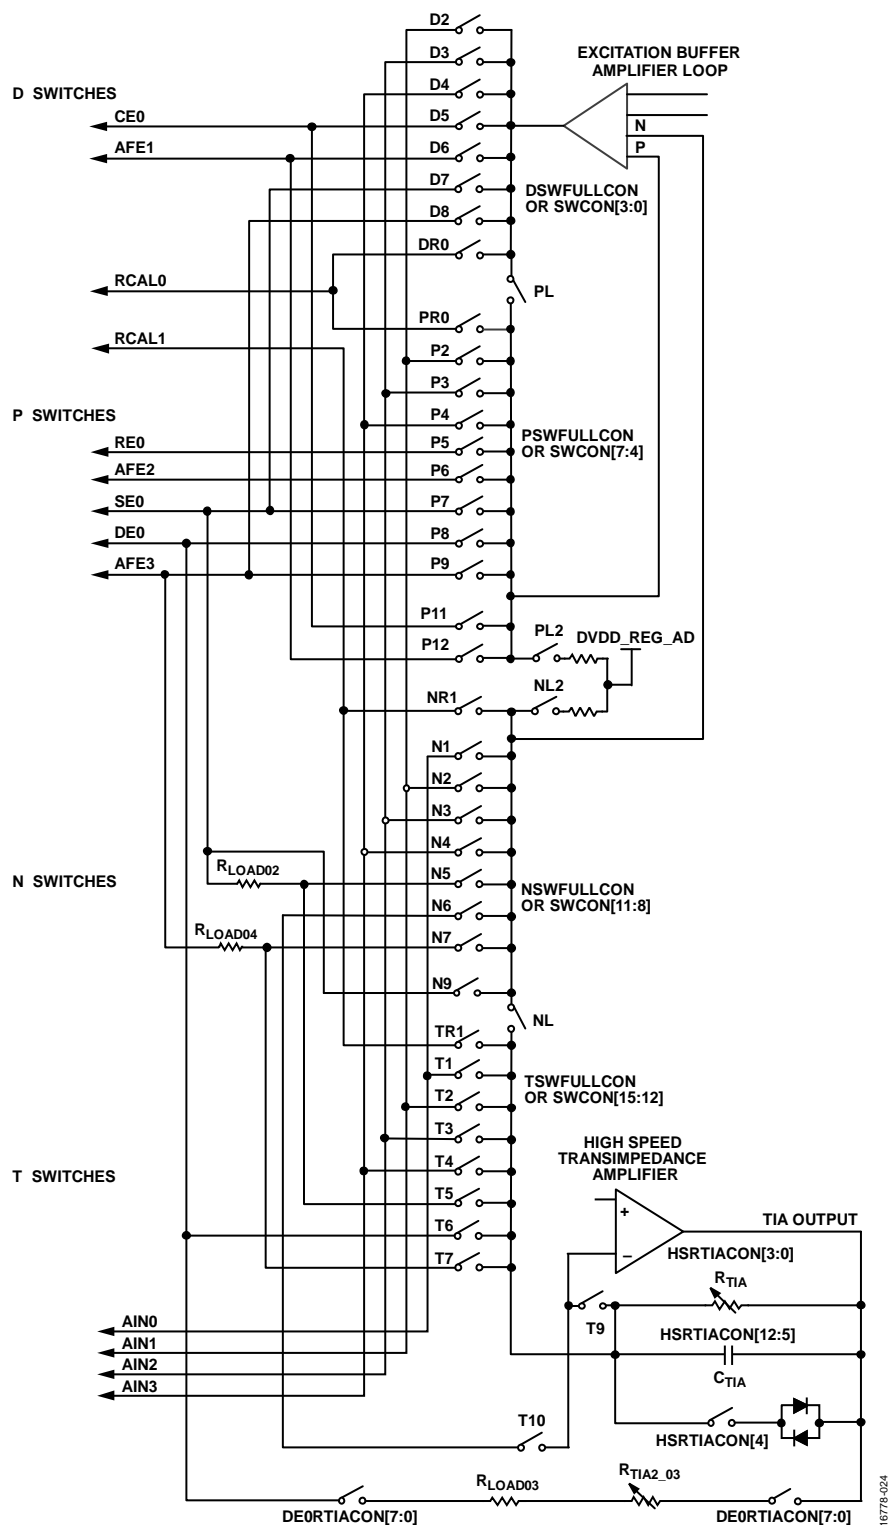 D2
D3
EXCITATION BUFFER
AMPLIFIER LOOP
D SWITCHES
D4
CE0
D5
N
AFE1
D6
P
D7
DSWFULLCON
OR SWCON[3:0]
D8
DR0
RCAL0
PL
PR0
RCAL1
P2
P3
P SWITCHES
P4
PSWFULLCON
OR SWCON[7:4]
RE0
P5
AFE2
P6
SE0
P7
DE0
P8
AFE3
P9
P11
PL2
DVDD_REG_AD
P12
NL2
NR1
N1
N2
N3
N4
RLOAD02
N5
N SWITCHES
NSWFULLCON
OR SWCON[11:8]
N6
RLOAD04
N7
N9
NL
TR1
T1
TSWFULLCON
OR SWCON[15:12]
T2
T3
HIGH SPEED
TRANSIMPEDANCE
AMPLIFIER
T SWITCHES
T4
T5
+
TIA OUTPUT
T6
–
HSRTIACON[3:0]
T7
RTIA
AIN0
T9
HSRTIACON[12:5]
AIN1
AIN2
CTIA
AIN3
T10
HSRTIACON[4]
RLOAD03
RTIA2_03
DE0RTIACON[7:0]
DE0RTIACON[7:0]
16778-024